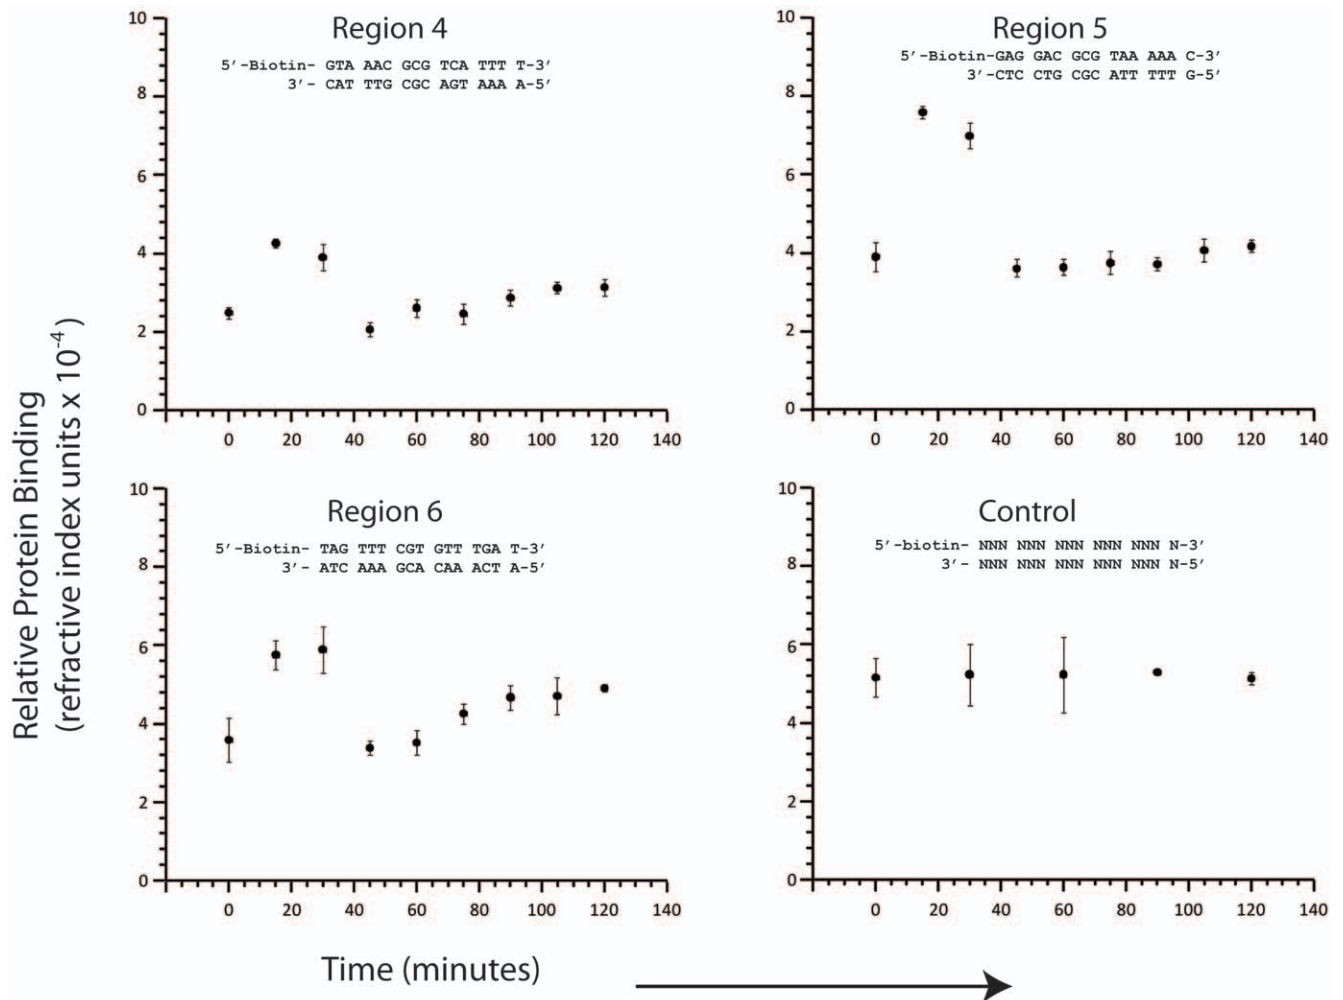 Relative Protein Binding
(refractive index units x 10-4 )
Region 4
5'-Biotin- GTA AAC GCG TCA TTT T-3'
3'- CAT TTG CGC AGT AAA A-5'
10
8
6
4
2
0
0 20 40 60 80 100 120 140
Region 5
5'-Biotin-GAG GAC GCG TAA AAA C-3'
3'-CTC CTG CGC ATT TTT G-5'
10
8
6
4
2
0
0 20 40 60 80 100 120 140
Region 6
5'-Biotin- TAG TTT CGT GTT TGA T-3'
3'- ATC AAA GCA CAA ACT A-5'
10
8
6
4
2
0
0 20 40 60 80 100 120 140
Control
5'-biotin- NNN NNN NNN NNN NNN N-3'
3'- NNN NNN NNN NNN NNN N-5'
10
8
6
4
2
0
0 20 40 60 80 100 120 140
Time (minutes)